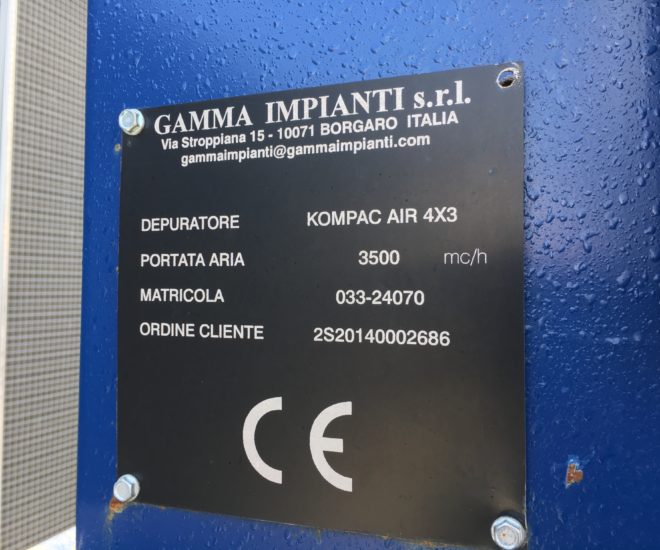 GAMMA IMPIANTI s.r.l.
Via Stroppiana 15 - 10071 BORGARO ITALIA
gammaimpianti@gammaimpianti.com
DEPURATORE KOMPAC AIR 4X3
PORTATA ARIA 3500 mc/h
MATRICOLA 033-24070
ORDINE CLIENTE 2S20140002686
CE